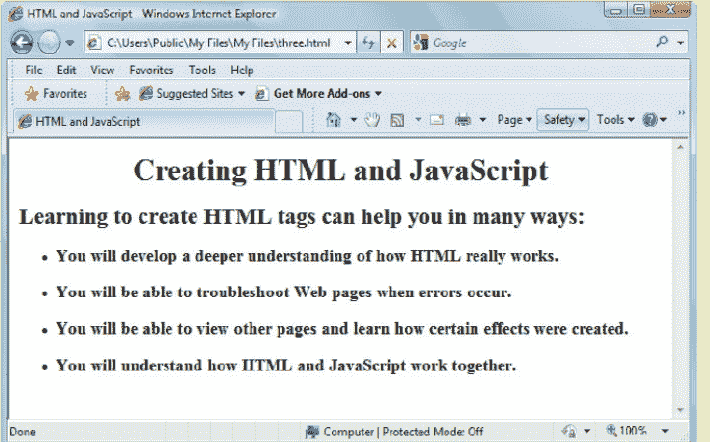 HTML and JavaScript - Windows Internet Explorer
C:\Users\Public\My Files\My Files\three.html
Google
File Edit View Favorites Tools Help
Favorites Suggested Sites Get More Add-ons
HTML and JavaScript Page Safety Tools
Creating HTML and JavaScript
Learning to create HTML tags can help you in many ways:
• You will develop a deeper understanding of how HTML really works.
• You will be able to troubleshoot Web pages when errors occur.
• You will be able to view other pages and learn how certain effects were created.
• You will understand how HTML and JavaScript work together.
Done Computer | Protected Mode: Off 100%